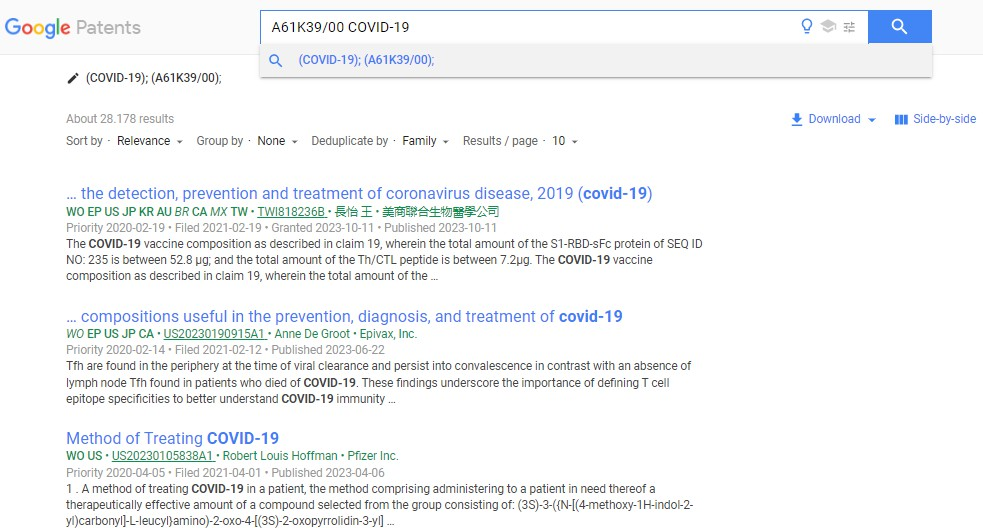 Google Patents
A61K39/00 COVID-19
(COVID-19); (A61K39/00);
(COVID-19); (A61K39/00);
About 28.178 results
Download
Side-by-side
Sort by · Relevance Group by · None Deduplicate by · Family Results / page · 10
... the detection, prevention and treatment of coronavirus disease, 2019 (covid-19)
WO EP US JP KR AU BR CA MX TW • TWI818236B • 長怡 王 • 美商聯合生物醫學公司
Priority 2020-02-19 • Filed 2021-02-19 • Granted 2023-10-11 • Published 2023-10-11
The COVID-19 vaccine composition as described in claim 19, wherein the total amount of the S1-RBD-sFc protein of SEQ ID
NO: 235 is between 52.8 μg; and the total amount of the Th/CTL peptide is between 7.2μg. The COVID-19 vaccine
composition as described in claim 19, wherein the total amount of the ...
... compositions useful in the prevention, diagnosis, and treatment of covid-19
WO EP US JP CA • US20230190915A1 • Anne De Groot • Epivax, Inc.
Priority 2020-02-14 • Filed 2021-02-12 • Published 2023-06-22
Tfh are found in the periphery at the time of viral clearance and persist into convalescence in contrast with an absence of
lymph node Tfh found in patients who died of COVID-19. These findings underscore the importance of defining T cell
epitope specificities to better understand COVID-19 immunity ...
Method of Treating COVID-19
WO US • US20230105838A1 • Robert Louis Hoffman • Pfizer Inc.
Priority 2020-04-05 • Filed 2021-04-01 • Published 2023-04-06
1 . A method of treating COVID-19 in a patient, the method comprising administering to a patient in need thereof a
therapeutically effective amount of a compound selected from the group consisting of: (3S)-3-({N-[(4-methoxy-1H-indol-2-
yl)carbonyl]-L-leucyl}amino)-2-oxo-4-[(3S)-2-oxopyrrolidin-3-yl] ...